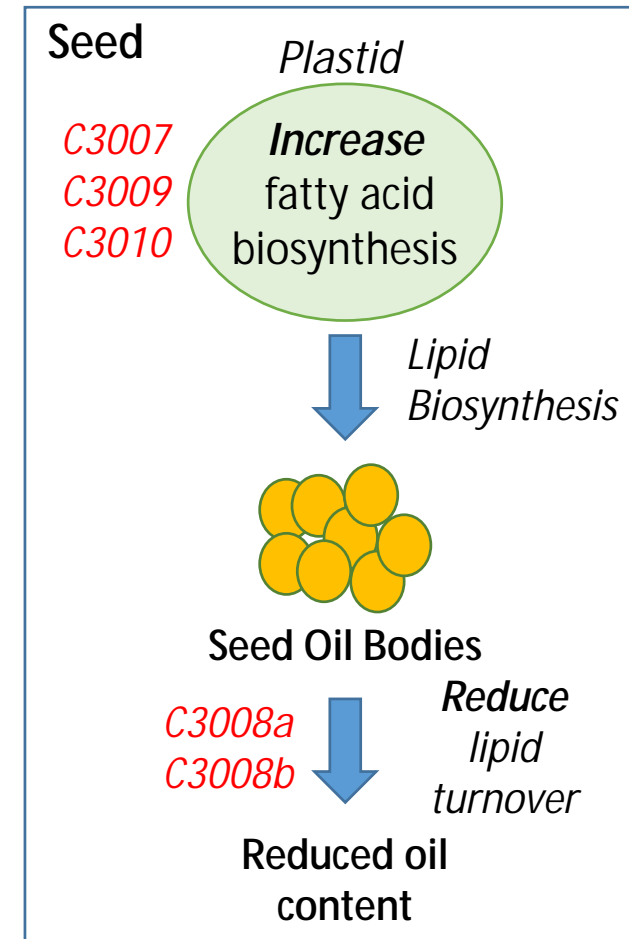 Seed
Plastid
C3007
C3009
C3010
Increase
fatty acid
biosynthesis
Lipid
Biosynthesis
Seed Oil Bodies
C3008a
C3008b
Reduce
lipid
turnover
Reduced oil
content